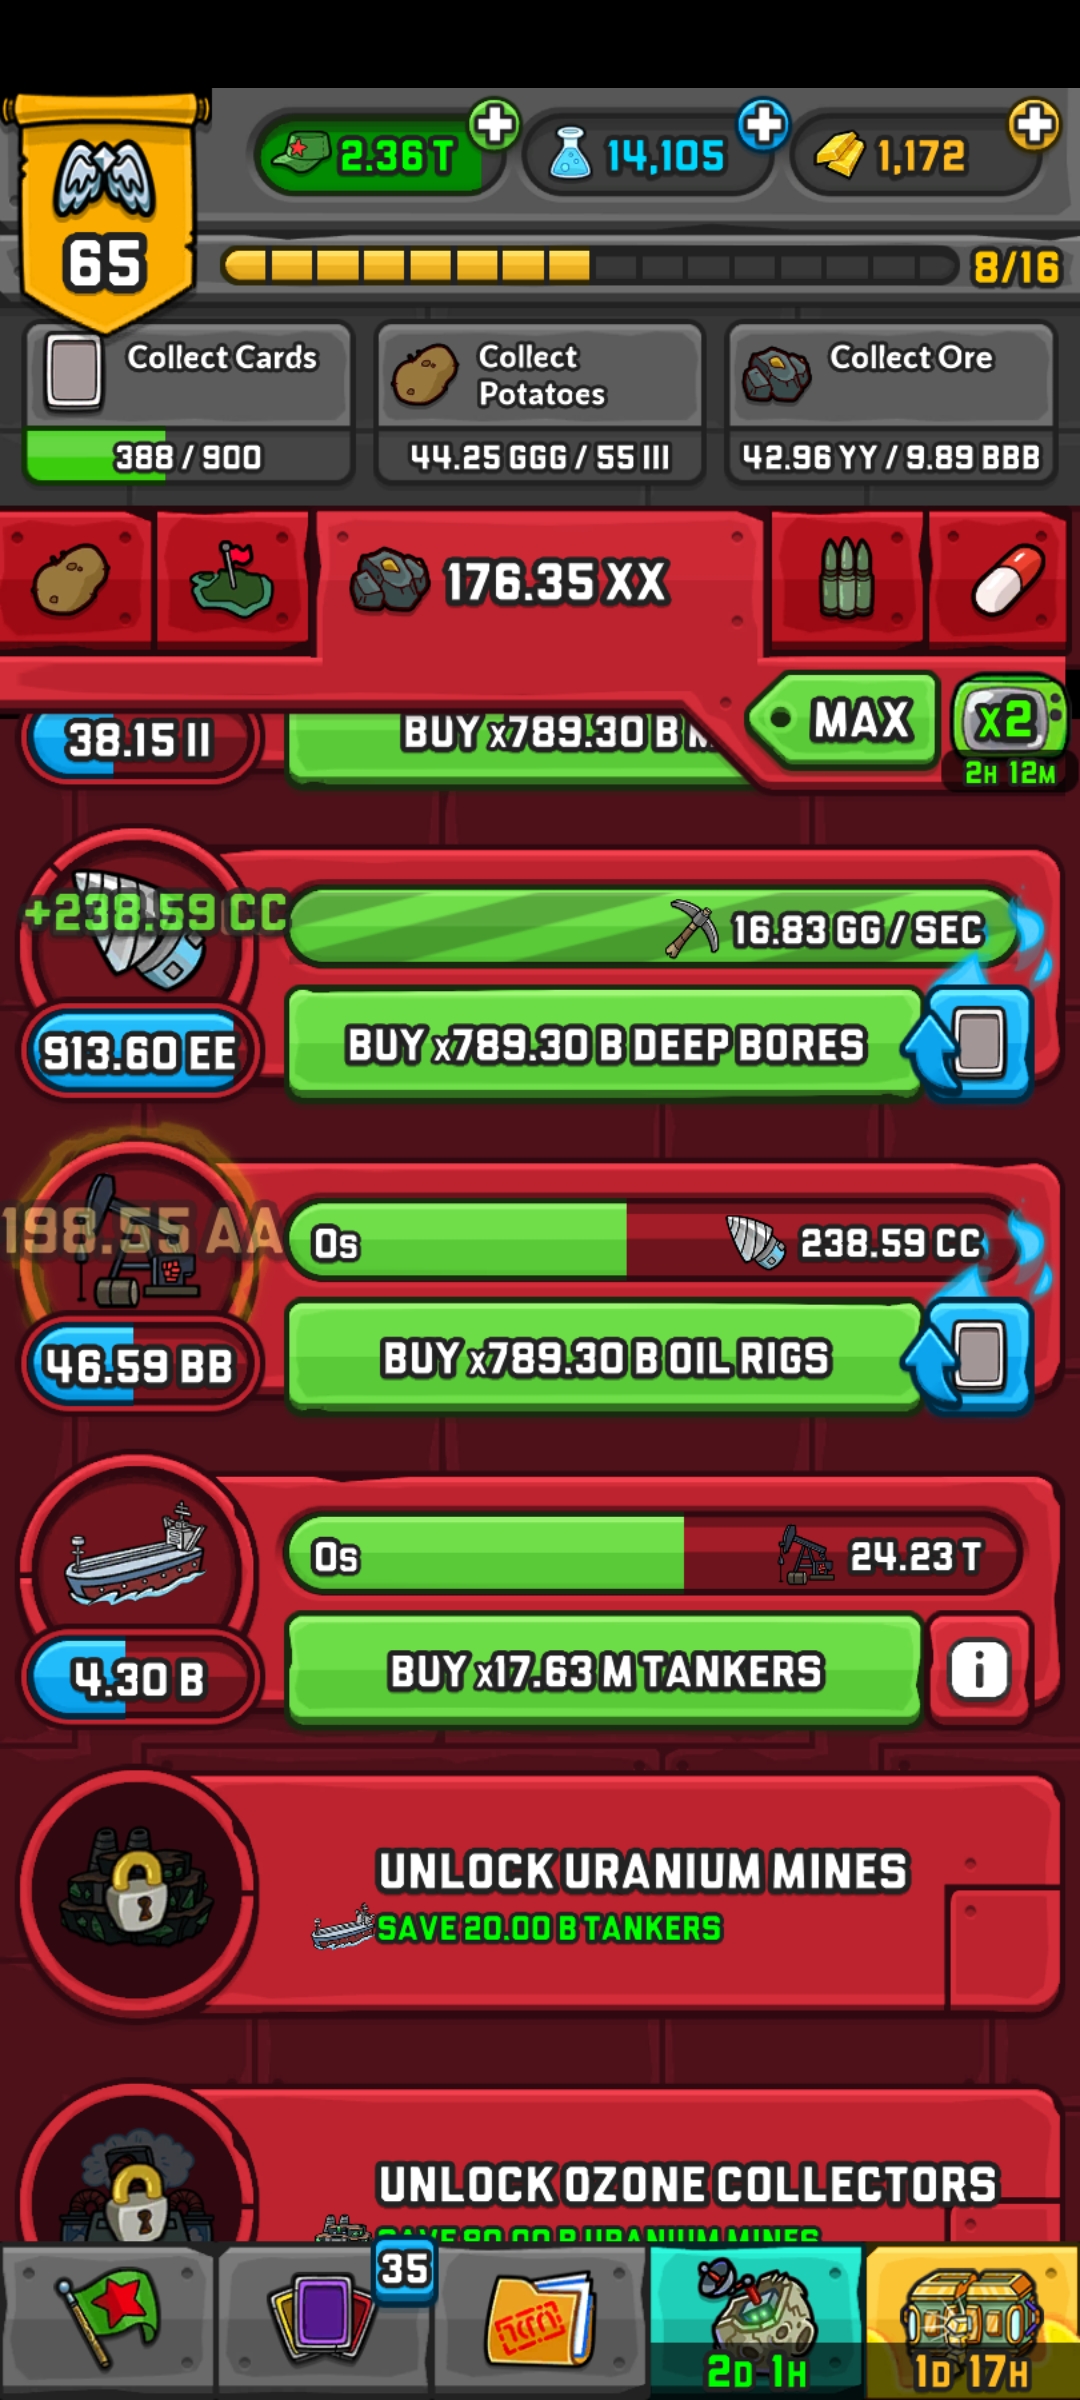 2.36 T
14,105
1,172
65
8/16
Collect Cards
388 / 900
Collect
Potatoes
44.25 GGG / 55 III
Collect Ore
42.96 YY / 9.89 BBB
176.35 XX
MAX
x2
2H 12M
38.15 II
BUY x789.30 B
+238.59 CC
16.83 GG / SEC
913.60 EE
BUY x789.30 B DEEP BORES
198.55 AA
0s
238.59 CC
46.59 BB
BUY x789.30 B OIL RIGS
0s
24.23 T
4.30 B
BUY x17.63 M TANKERS
i
UNLOCK URANIUM MINES
SAVE 20.00 B TANKERS
UNLOCK OZONE COLLECTORS
SAVE 80.00 B URANIUM MINES
35
2D 1H
1D 17H